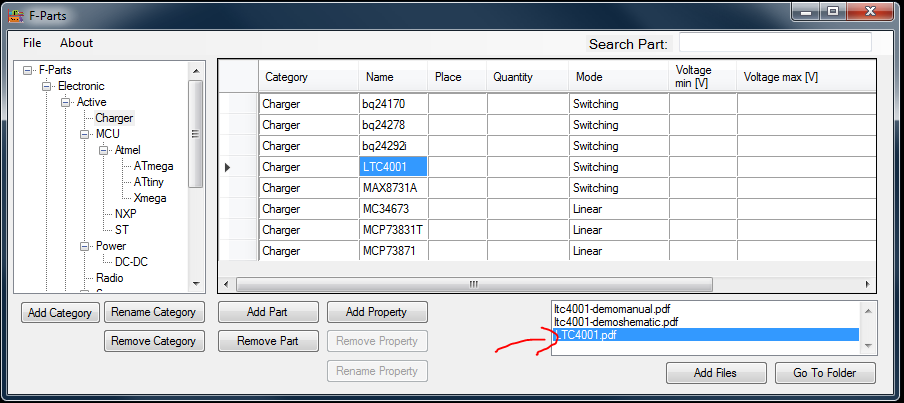 F-Parts
File About
Search Part:
F-Parts
Electronic
Active
Charger
MCU
Atmel
ATmega
ATtiny
Xmega
NXP
ST
Power
DC-DC
Radio
Category Name Place Quantity Mode Voltage min [V] Voltage max [V]
Charger bq24170 Switching
Charger bq24278 Switching
Charger bq24292i Switching
Charger LTC4001 Switching
Charger MAX8731A Switching
Charger MC34673 Linear
Charger MCP73831T Linear
Charger MCP73871 Linear
Add Category Rename Category Add Part Add Property
Remove Category Remove Part Remove Property
Rename Property
ltc4001-demomanual.pdf
ltc4001-demoshematic.pdf
LTC4001.pdf
Add Files Go To Folder